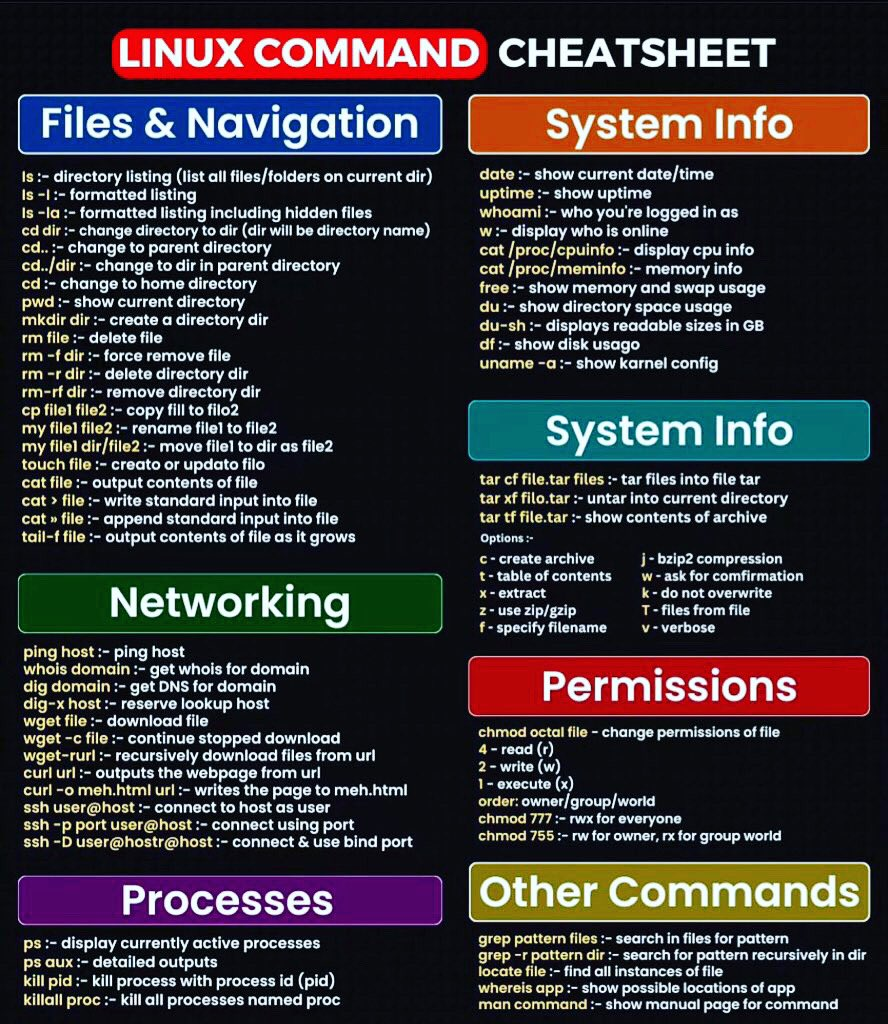 LINUX COMMAND CHEATSHEET
Files & Navigation
ls :- directory listing (list all files/folders on current dir)
ls -l :- formatted listing
ls -la :- formatted listing including hidden files
cd dir :- change directory to dir (dir will be directory name)
cd.. :- change to parent directory
cd../dir :- change to dir in parent directory
cd :- change to home directory
pwd :- show current directory
mkdir dir :- create a directory dir
rm file :- delete file
rm -f dir :- force remove file
rm -r dir :- delete directory dir
rm-rf dir :- remove directory dir
cp file1 file2 :- copy fill to filo2
my file1 file2 :- rename file1 to file2
my file1 dir/file2 :- move file1 to dir as file2
touch file :- creato or updato filo
cat file :- output contents of file
cat > file :- write standard input into file
cat » file :- append standard input into file
tail-f file :- output contents of file as it grows
Networking
ping host :- ping host
whois domain :- get whois for domain
dig domain :- get DNS for domain
dig-x host :- reserve lookup host
wget file :- download file
wget -c file :- continue stopped download
wget-rurl :- recursively download files from url
curl url :- outputs the webpage from url
curl -o meh.html url :- writes the page to meh.html
ssh user@host :- connect to host as user
ssh -p port user@host :- connect using port
ssh -D user@hostr@host :- connect & use bind port
Processes
ps :- display currently active processes
ps aux :- detailed outputs
kill pid :- kill process with process id (pid)
killall proc :- kill all processes named proc
System Info
date :- show current date/time
uptime :- show uptime
whoami :- who you're logged in as
w :- display who is online
cat /proc/cpuinfo :- display cpu info
cat /proc/meminfo :- memory info
free :- show memory and swap usage
du :- show directory space usage
du-sh :- displays readable sizes in GB
df :- show disk usago
uname -a :- show karnel config
System Info
tar cf file.tar files :- tar files into file tar
tar xf filo.tar :- untar into current directory
tar tf file.tar :- show contents of archive
Options :-
c - create archive
t - table of contents
x - extract
z - use zip/gzip
f - specify filename
j - bzip2 compression
w - ask for comfirmation
k - do not overwrite
T - files from file
v - verbose
Permissions
chmod octal file - change permissions of file
4 - read (r)
2 - write (w)
1 - execute (x)
order: owner/group/world
chmod 777 :- rwx for everyone
chmod 755 :- rw for owner, rx for group world
Other Commands
grep pattern files :- search in files for pattern
grep -r pattern dir :- search for pattern recursively in dir
locate file :- find all instances of file
whereis app :- show possible locations of app
man command :- show manual page for command